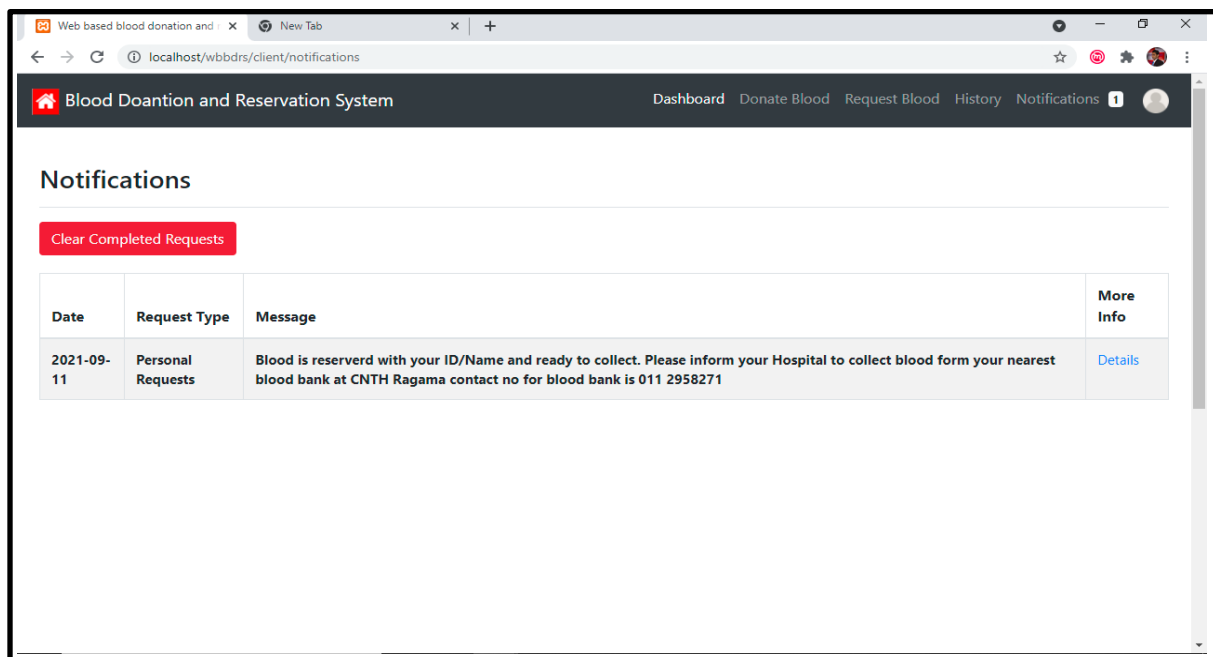 Web based blood donation and r
New Tab
localhost/wbbdrs/client/notifications
Blood Doantion and Reservation System
Dashboard Donate Blood Request Blood History Notifications 1
Notifications
Clear Completed Requests
Date Request Type Message More Info
2021-09-11 Personal Requests
Blood is reserverd with your ID/Name and ready to collect. Please inform your Hospital to collect blood form your nearest
blood bank at CNTH Ragama contact no for blood bank is 011 2958271
Details